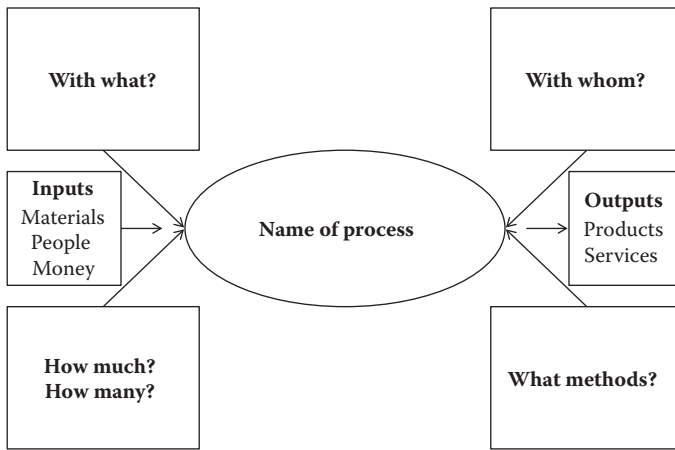 With what?
With whom?
Inputs
Materials
People
Money
Name of process
Outputs
Products
Services
How much?
How many?
What methods?